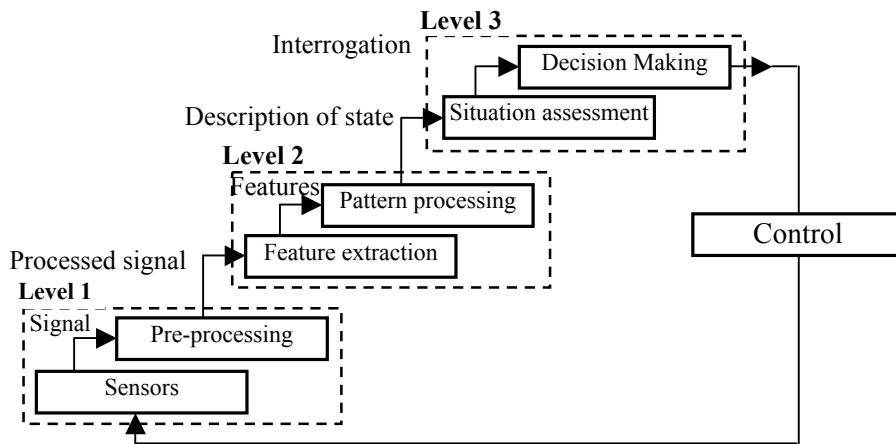 Level 3
Interrogation
Decision Making
Description of state
Situation assessment
Level 2
Features
Pattern processing
Control
Processed signal
Feature extraction
Level 1
Signal
Pre-processing
Sensors